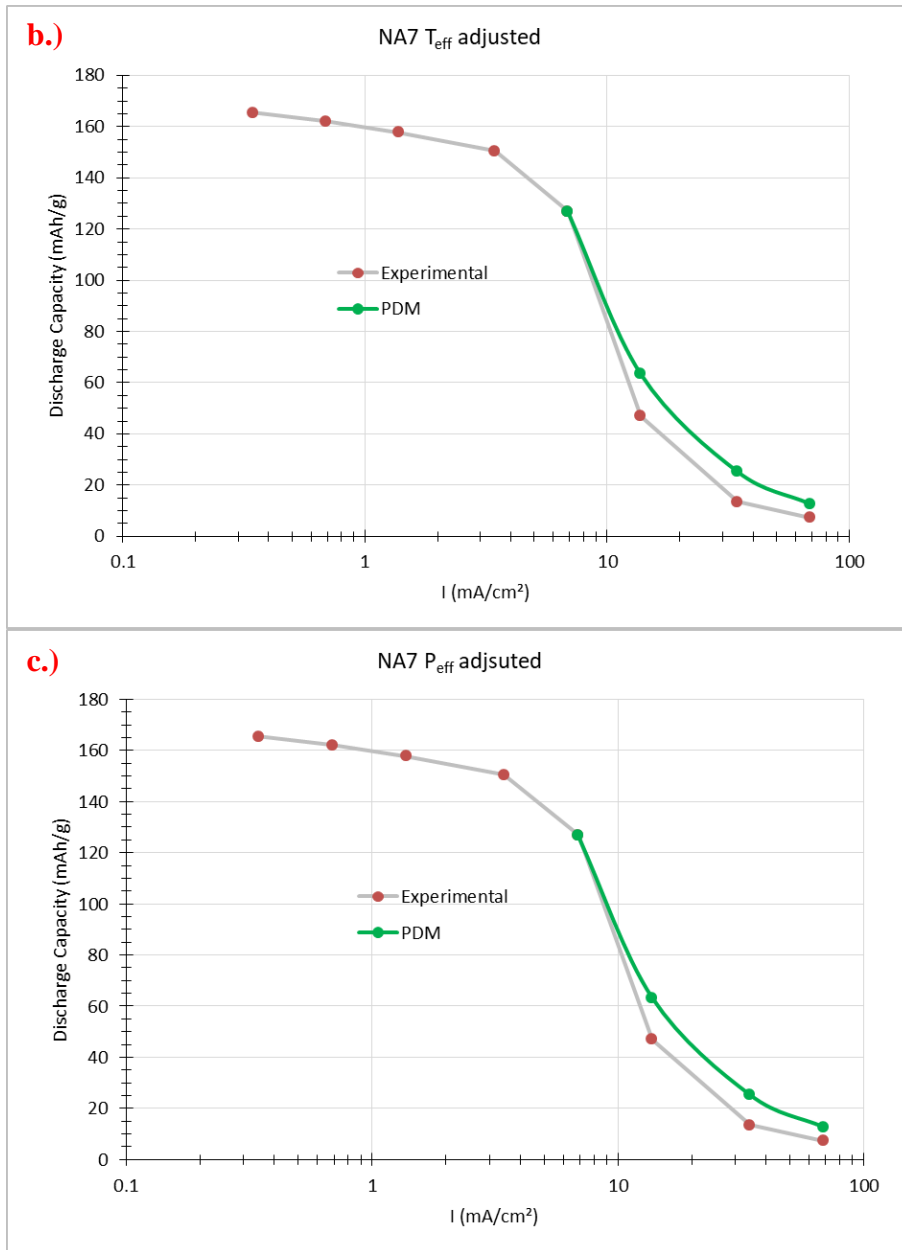 b.)
NA7 Teff adjusted
180
160
140
120
100
80
60
40
20
0
Discharge Capacity (mAh/g)
Experimental
PDM
0.1 1 10 100
I (mA/cm²)
c.)
NA7 Peff adjsuted
180
160
140
120
100
80
60
40
20
0
Discharge Capacity (mAh/g)
Experimental
PDM
0.1 1 10 100
I (mA/cm²)